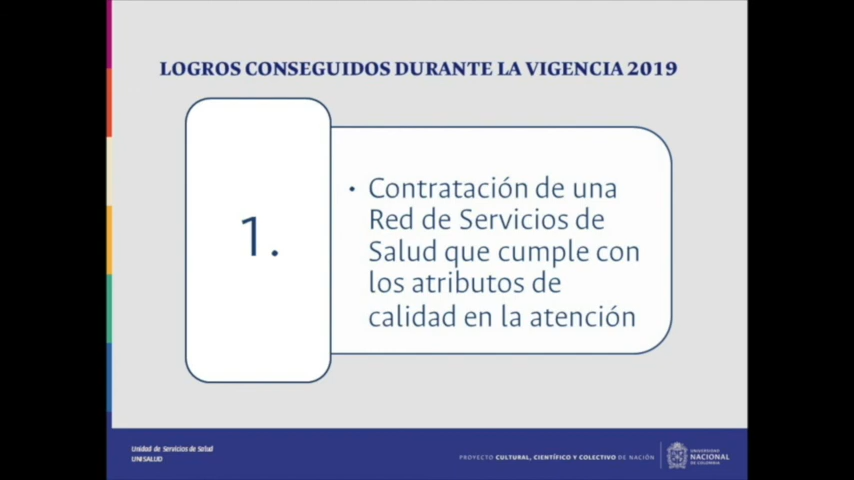 LOGROS CONSEGUIDOS DURANTE LA VIGENCIA 2019
1.
• Contratación de una
Red de Servicios de
Salud que cumple con
los atributos de
calidad en la atención
Unidad de Servicios de Salud
UNISALUD
PROYECTO CULTURAL, CIENTÍFICO Y COLECTIVO DE NACIÓN
UNIVERSIDAD
NACIONAL
DE COLOMBIA